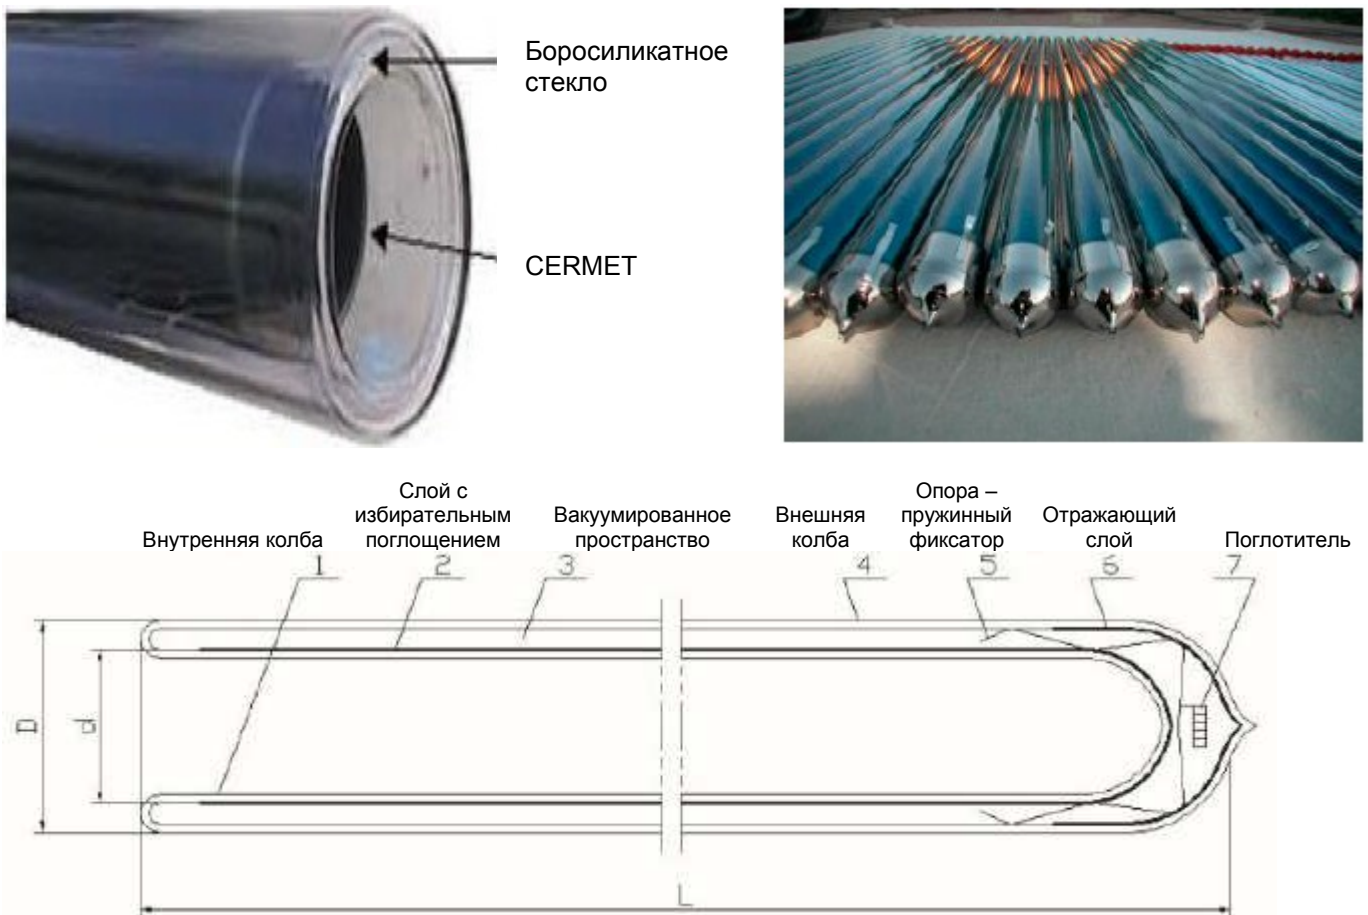 Боросиликатное
стекло
CERMET
Слой с
избирательным
поглощением
Внутренняя колба
Вакуумированное
пространство
Внешняя
колба
Опора –
пружинный
фиксатор
Отражающий
слой
Поглотитель
1 2 3 4 5 6 7
D
d
L